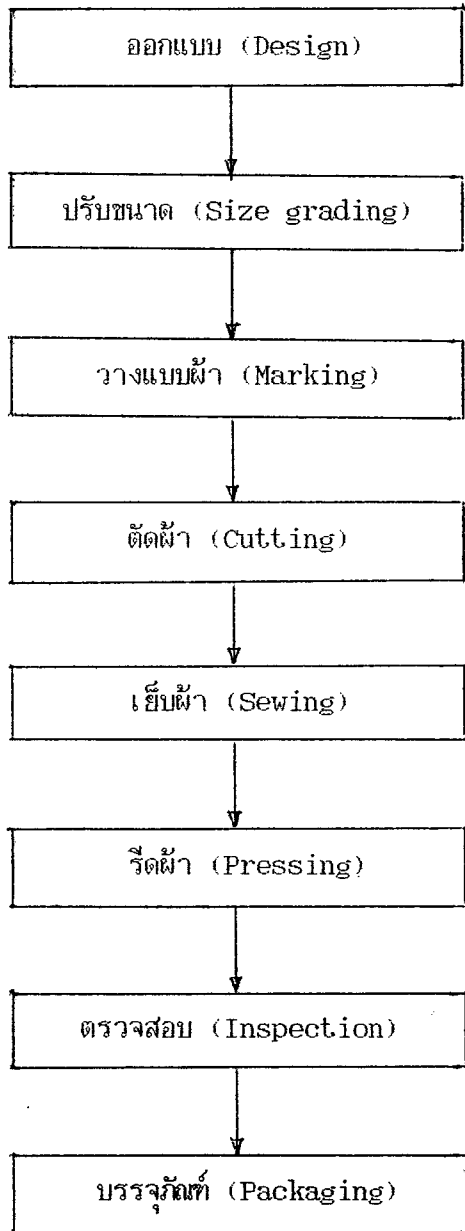 ออกแบบ (Design)
ปรับขนาด (Size grading)
วางแบบผ้า (Marking)
ตัดผ้า (Cutting)
เย็บผ้า (Sewing)
รีดผ้า (Pressing)
ตรวจสอบ (Inspection)
บรรจุภัณฑ์ (Packaging)